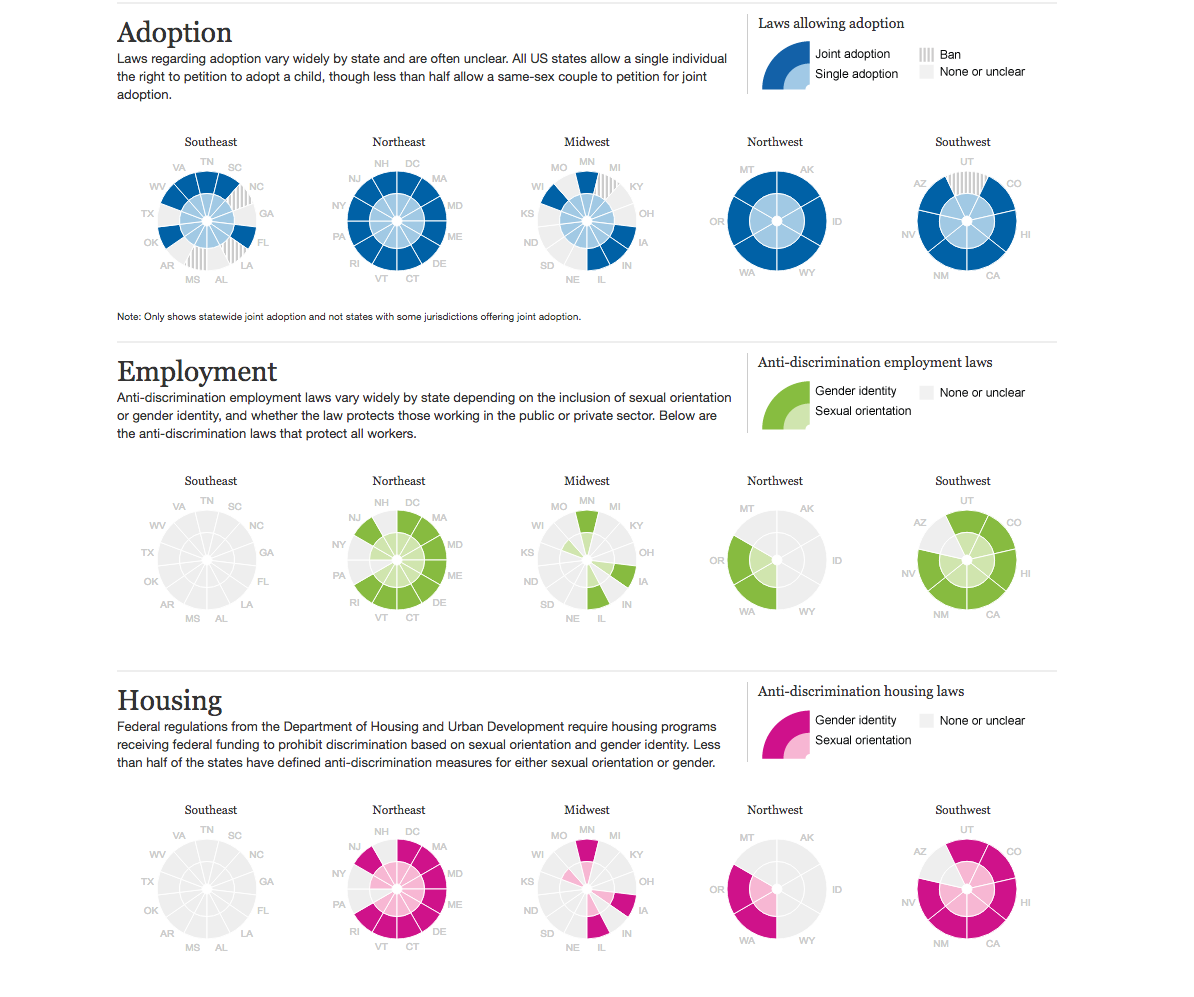 Adoption
Laws regarding adoption vary widely by state and are often unclear. All US states allow a single individual
the right to petition to adopt a child, though less than half allow a same-sex couple to petition for joint
adoption.
Laws allowing adoption
Joint adoption
Ban
Single adoption
None or unclear
Southeast
Northeast
Midwest
Northwest
Southwest
VA TN SC
WV NC
TX GA
OK FL
AR LA
MS AL
NH DC
NJ MA
NY MD
PA ME
RI DE
VT CT
MO MN MI
WI KY
KS OH
ND IA
SD IN
NE IL
MT AK
OR ID
WA WY
UT
AZ CO
NV HI
NM CA
Note: Only shows statewide joint adoption and not states with some jurisdictions offering joint adoption.
Employment
Anti-discrimination employment laws vary widely by state depending on the inclusion of sexual orientation
or gender identity, and whether the law protects those working in the public or private sector. Below are
the anti-discrimination laws that protect all workers.
Anti-discrimination employment laws
Gender identity
None or unclear
Sexual orientation
Southeast
Northeast
Midwest
Northwest
Southwest
VA TN SC
WV NC
TX GA
OK FL
AR LA
MS AL
NH DC
NJ MA
NY MD
PA ME
RI DE
VT CT
MO MN MI
WI KY
KS OH
ND IA
SD IN
NE IL
MT AK
OR ID
WA WY
UT
AZ CO
NV HI
NM CA
Housing
Federal regulations from the Department of Housing and Urban Development require housing programs
receiving federal funding to prohibit discrimination based on sexual orientation and gender identity. Less
than half of the states have defined anti-discrimination measures for either sexual orientation or gender.
Anti-discrimination housing laws
Gender identity
None or unclear
Sexual orientation
Southeast
Northeast
Midwest
Northwest
Southwest
VA TN SC
WV NC
TX GA
OK FL
AR LA
MS AL
NH DC
NJ MA
NY MD
PA ME
RI DE
VT CT
MO MN MI
WI KY
KS OH
ND IA
SD IN
NE IL
MT AK
OR ID
WA WY
UT
AZ CO
NV HI
NM CA